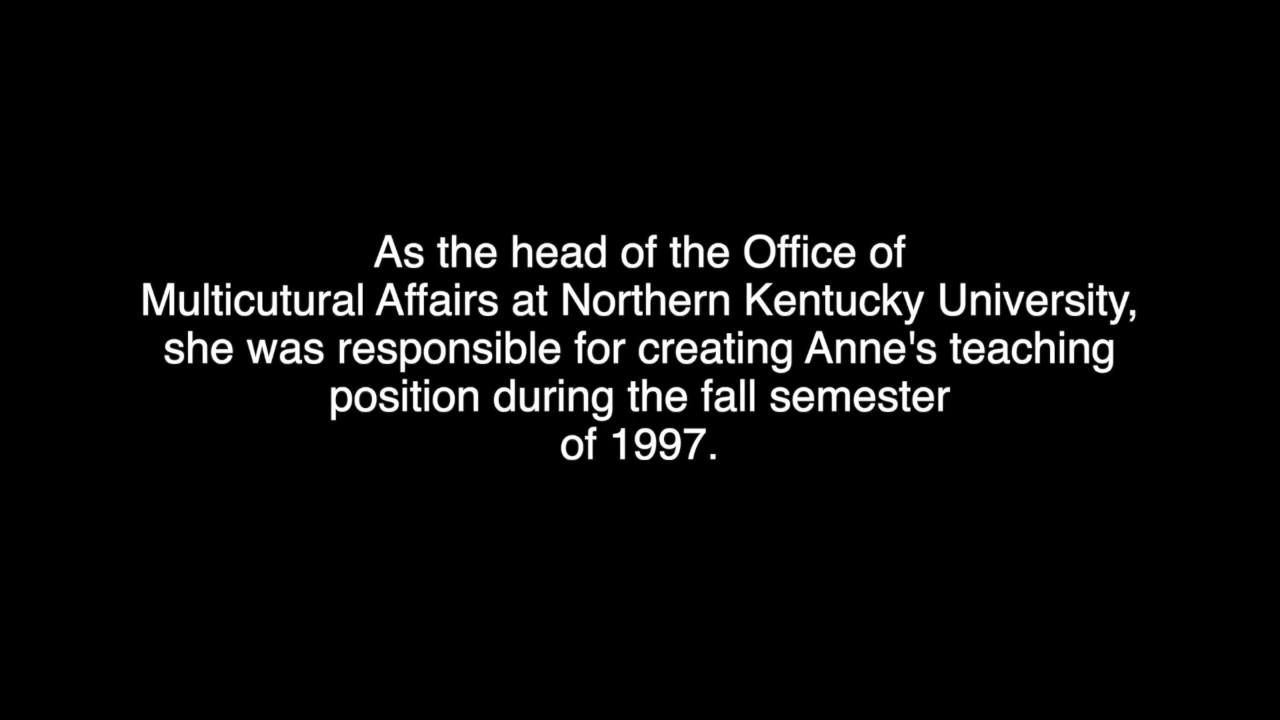 As the head of the Office of
Multicutural Affairs at Northern Kentucky University,
she was responsible for creating Anne's teaching
position during the fall semester
of 1997.